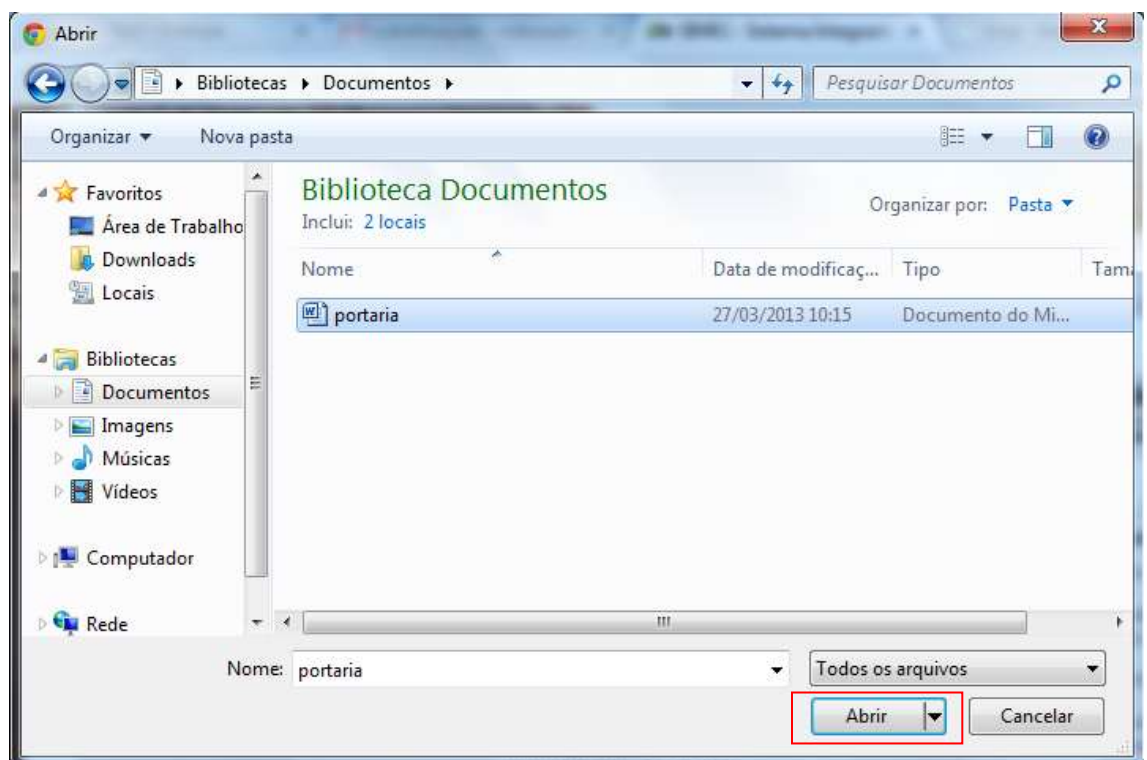 Abrir
Bibliotecas Documentos
Pesquisar Documentos
Organizar Nova pasta
Favoritos
Área de Trabalho
Downloads
Locais
Bibliotecas
Documentos
Imagens
Músicas
Vídeos
Computador
Rede
Biblioteca Documentos
Inclui: 2 locais
Organizar por: Pasta
Nome Data de modificaç... Tipo Tama
portaria 27/03/2013 10:15 Documento do Mi...
Nome: portaria Todos os arquivos
Abrir Cancelar